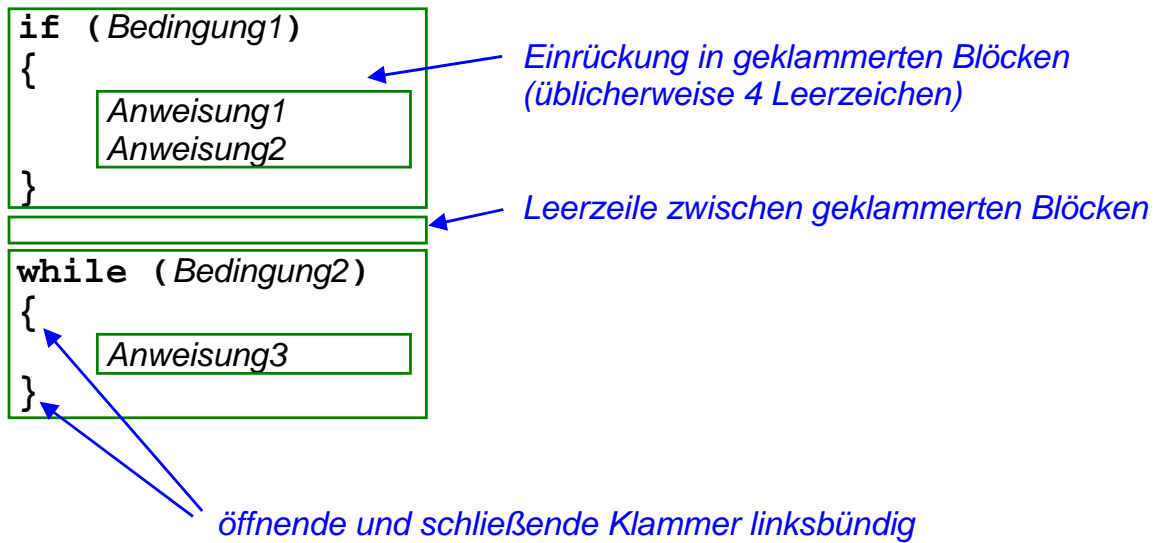 if (Bedingung1)
{
Einrückung in geklammerten Blöcken
(üblicherweise 4 Leerzeichen)
Anweisung1
Anweisung2
}
Leerzeile zwischen geklammerten Blöcken
while (Bedingung2)
{
Anweisung3
}
öffnende und schließende Klammer linksbündig